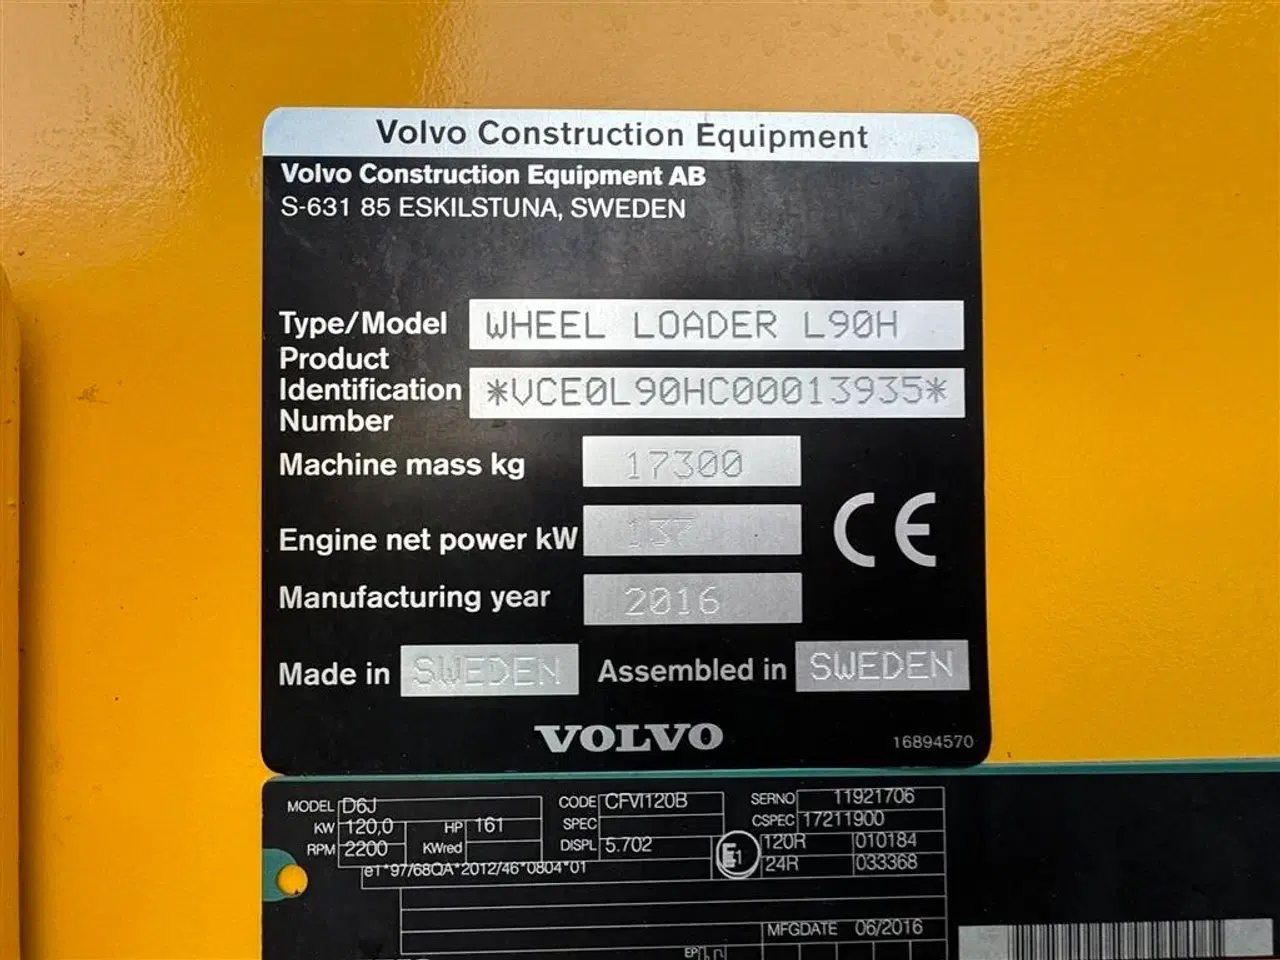 Volvo Construction Equipment
Volvo Construction Equipment AB
S-631 85 ESKILSTUNA, SWEDEN
Type/Model WHEEL LOADER L90H
Product
Identification *VCE0L90HC00013935*
Number
Machine mass kg 17300
Engine net power kW 137
Manufacturing year 2016
Made in SWEDEN Assembled in SWEDEN
VOLVO 16894570
MODEL D6J CODE CFVI120B SERNO 11921706
KW 120,0 HP 161 SPEC CSPEC 17211900
RPM 2200 KWred DISPL 5.702 E1 120R 010184
24R 033368
e1*97/68QA*2012/46*0804*01
MFGDATE 06/2016
EP